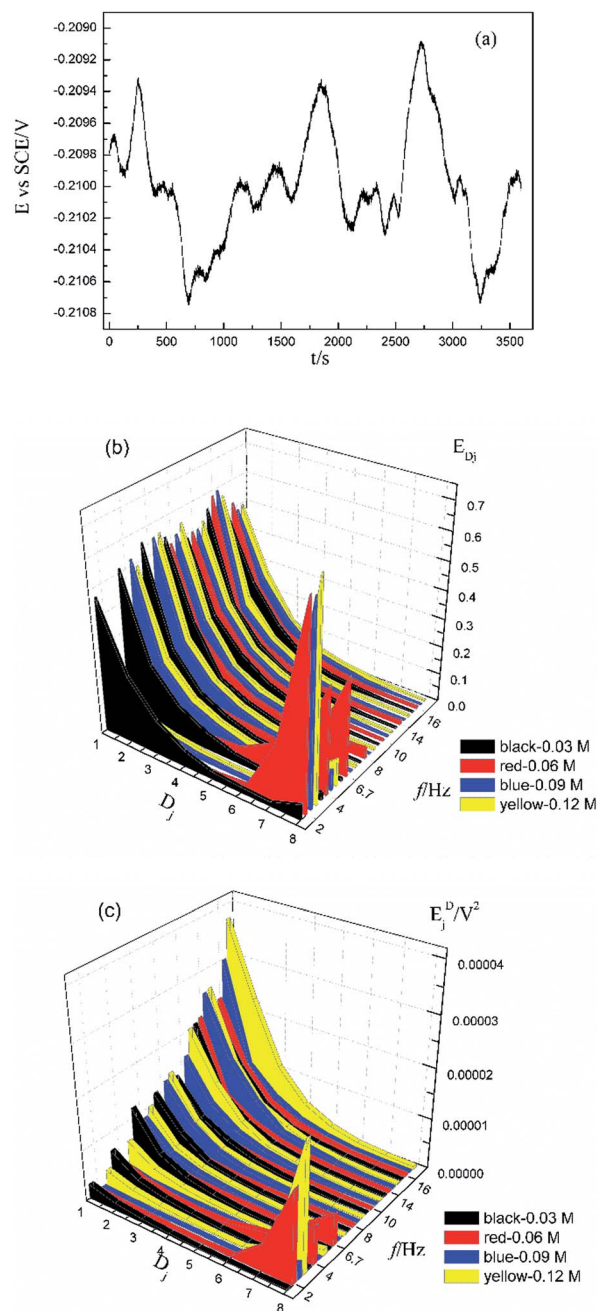 (a)
E vs SCE/V
-0.2090
-0.2092
-0.2094
-0.2096
-0.2098
-0.2100
-0.2102
-0.2104
-0.2106
-0.2108
0 500 1000 1500 2000 2500 3000 3500
t/s
(b)
E_Dj
0.7
0.6
0.5
0.4
0.3
0.2
0.1
0.0
1 2 3 4 5 6 7 8
D_j
2 4 6.7 8 10 14 16
f/Hz
black-0.03 M
red-0.06 M
blue-0.09 M
yellow-0.12 M
(c)
E_j^D/V^2
0.00004
0.00003
0.00002
0.00001
0.00000
1 2 3 4 5 6 7 8
D_j
2 4 6.7 8 10 14 16
f/Hz
black-0.03 M
red-0.06 M
blue-0.09 M
yellow-0.12 M